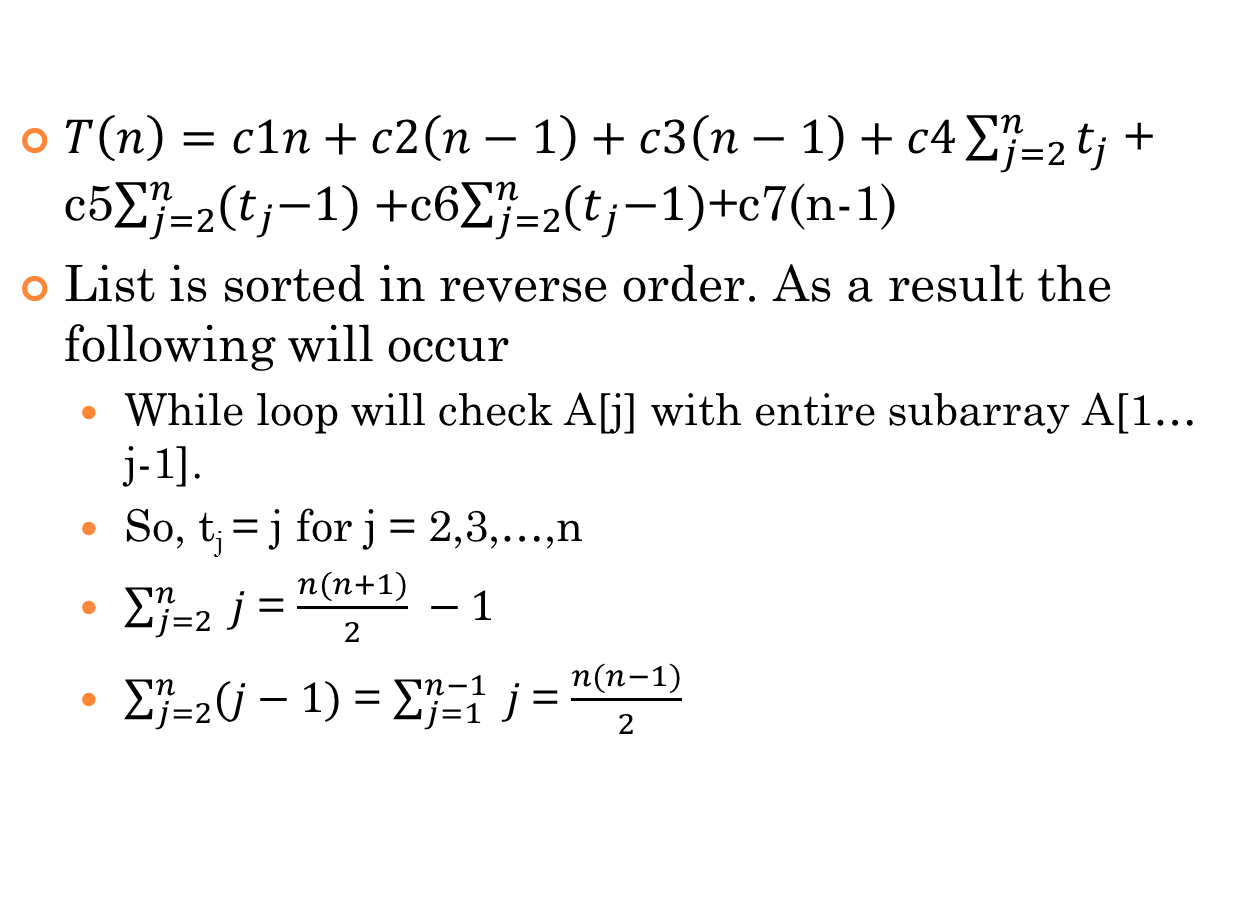 T(n) = c1n + c2(n − 1) + c3(n − 1) + c4 ∑ⁿⱼ₌₂ tⱼ +
c5∑ⁿⱼ₌₂(tⱼ−1) +c6∑ⁿⱼ₌₂(tⱼ−1)+c7(n-1)
List is sorted in reverse order. As a result the
following will occur
While loop will check A[j] with entire subarray A[1…
j-1].
So, tⱼ = j for j = 2,3,…,n
∑ⁿⱼ₌₂ j = n(n+1)/2 − 1
∑ⁿⱼ₌₂(j − 1) = ∑ⁿ⁻¹ⱼ₌₁ j = n(n−1)/2